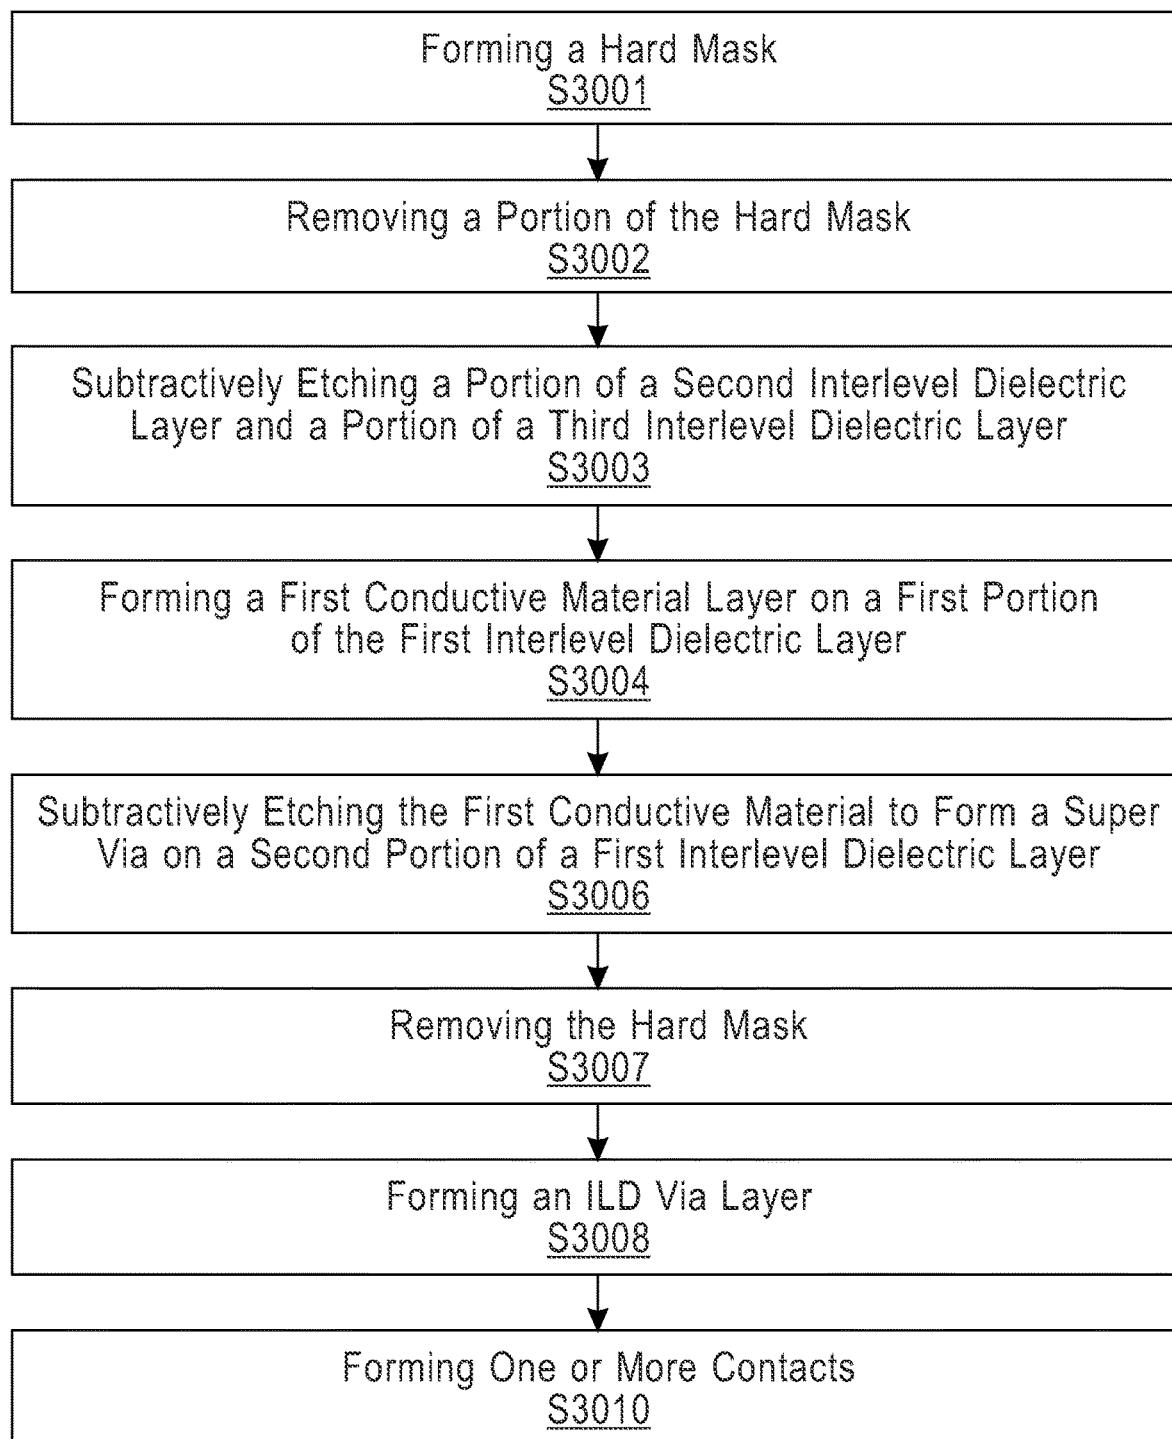 Forming a Hard Mask
S3001
Removing a Portion of the Hard Mask
S3002
Subtractively Etching a Portion of a Second Interlevel Dielectric
Layer and a Portion of a Third Interlevel Dielectric Layer
S3003
Forming a First Conductive Material Layer on a First Portion
of the First Interlevel Dielectric Layer
S3004
Subtractively Etching the First Conductive Material to Form a Super
Via on a Second Portion of a First Interlevel Dielectric Layer
S3006
Removing the Hard Mask
S3007
Forming an ILD Via Layer
S3008
Forming One or More Contacts
S3010